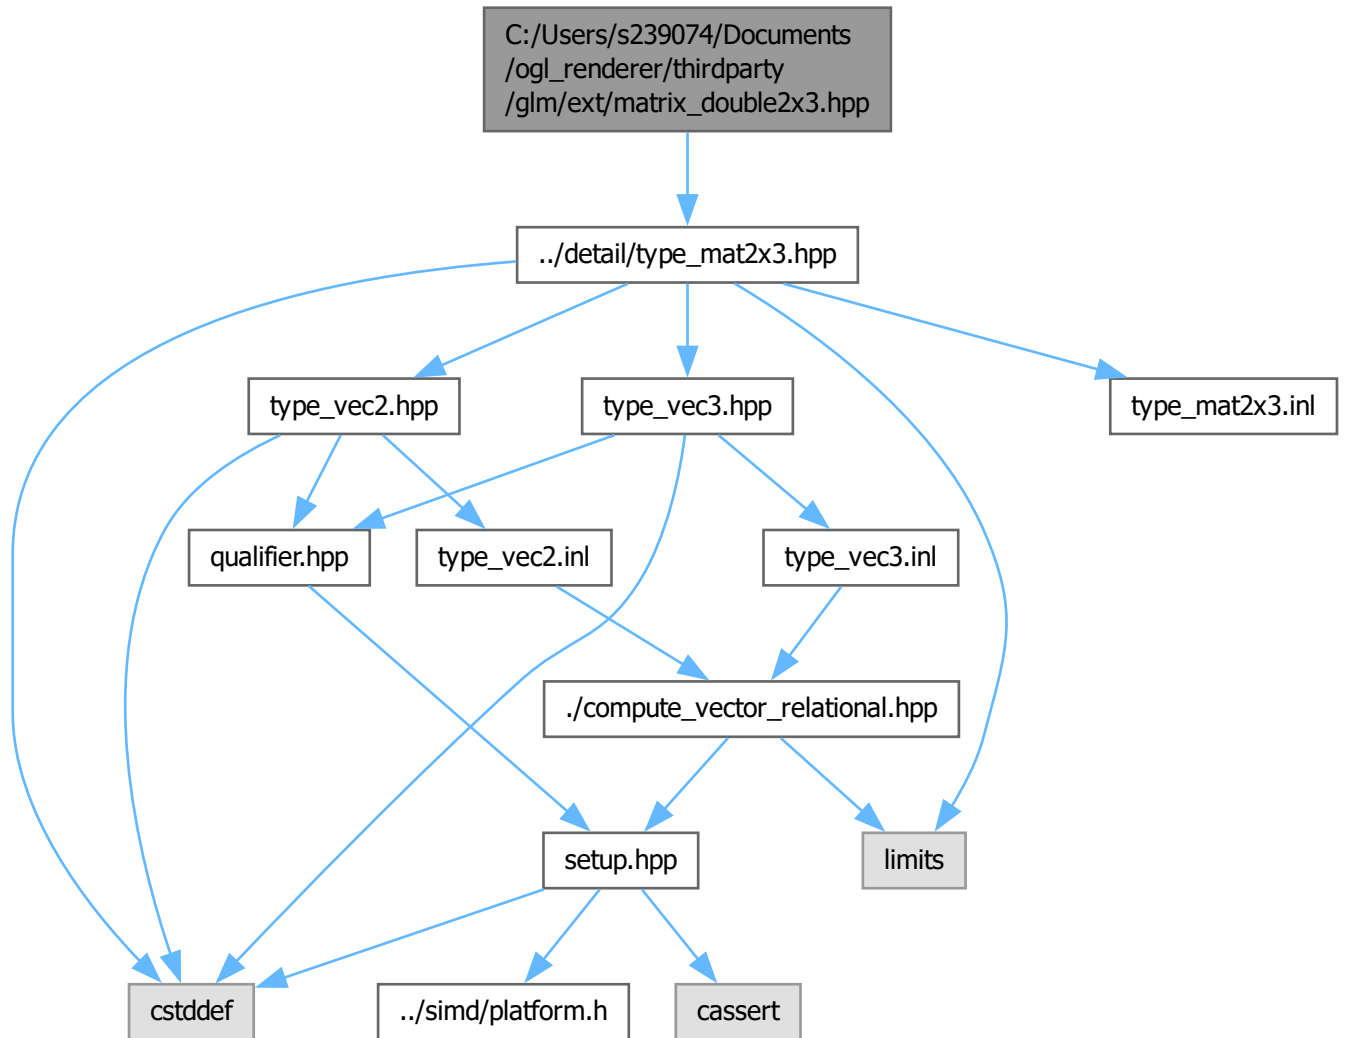 C:/Users/s239074/Documents
/ogl_renderer/thirdparty
/glm/ext/matrix_double2x3.hpp
../detail/type_mat2x3.hpp
type_vec2.hpp
type_vec3.hpp
type_mat2x3.inl
qualifier.hpp
type_vec2.inl
type_vec3.inl
./compute_vector_relational.hpp
setup.hpp
limits
cstddef
../simd/platform.h
cassert